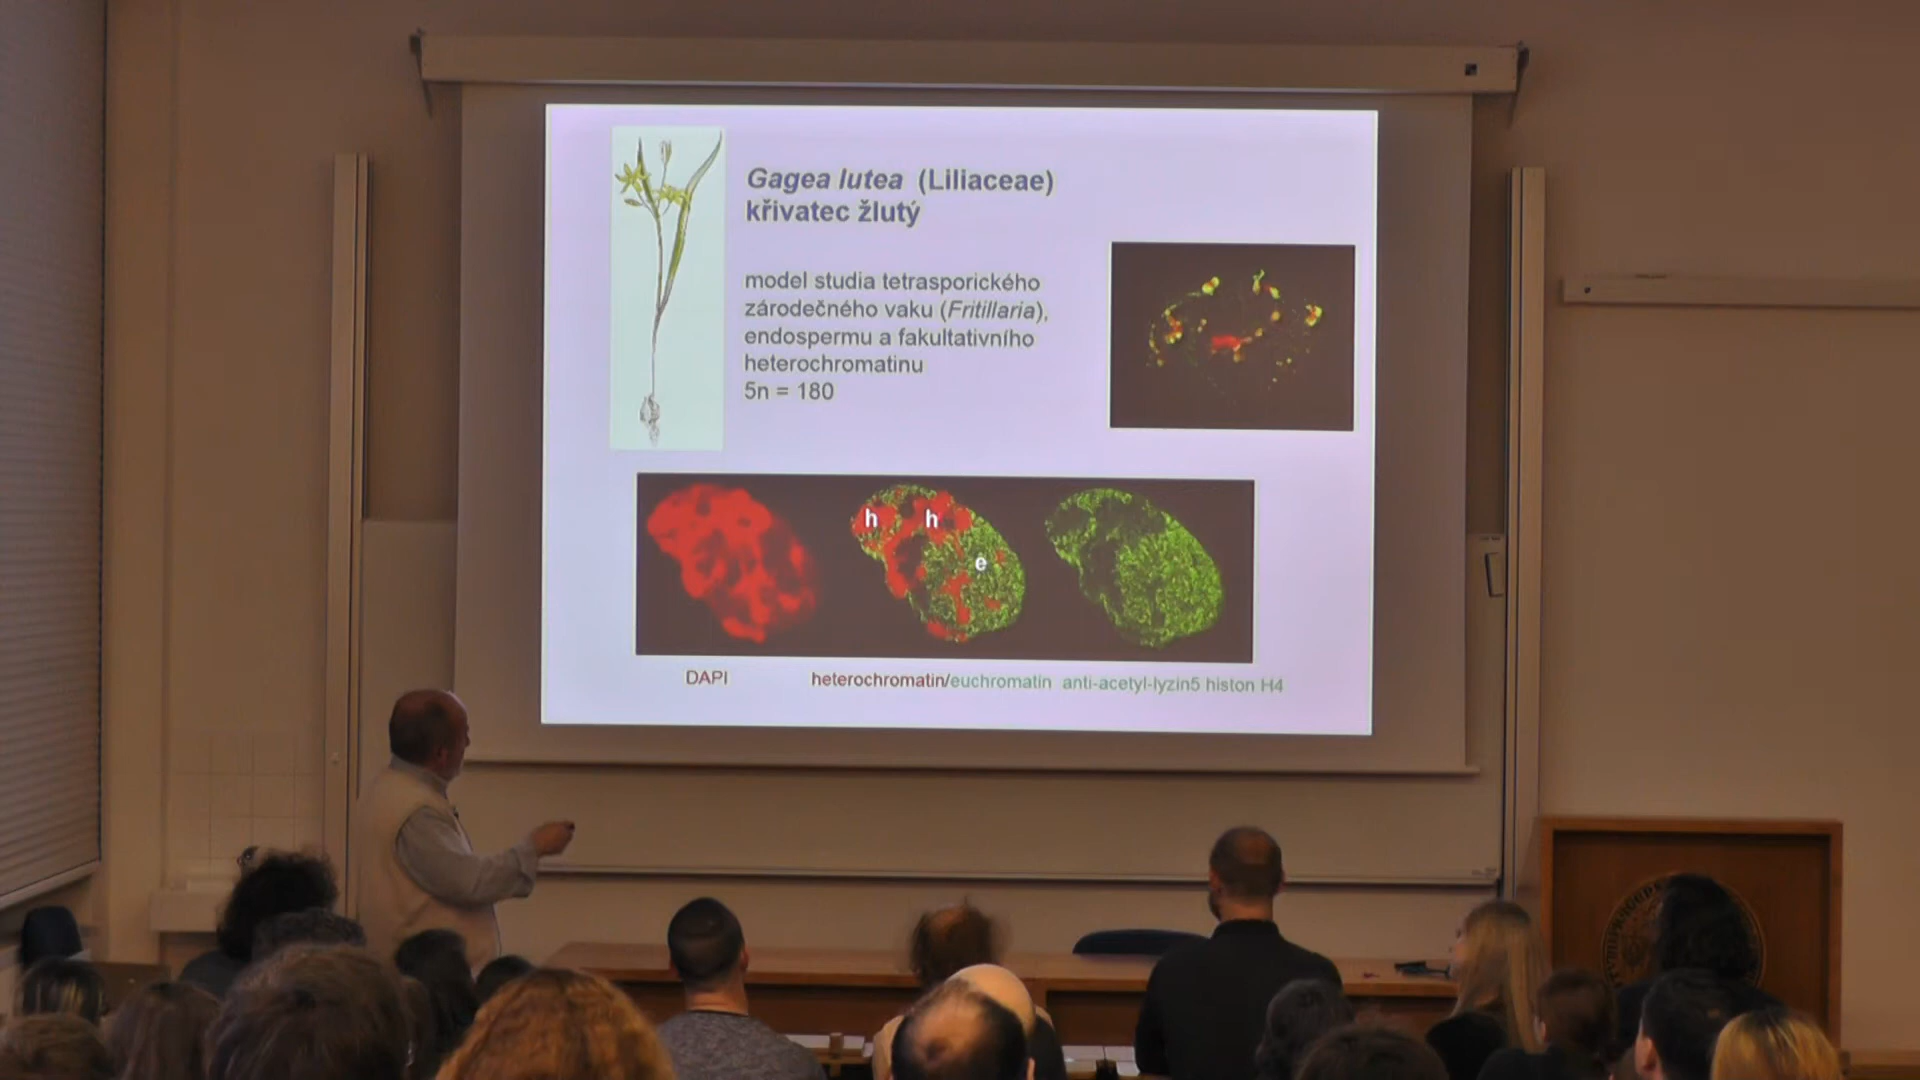 Gagea lutea (Liliaceae)
křivatec žlutý
model studia tetrasporického
zárodečného vaku (Fritillaria),
endospermu a fakultativního
heterochromatinu
5n = 180
h h
e
DAPI heterochromatin/euchromatin anti-acetyl-lyzin5 histon H4